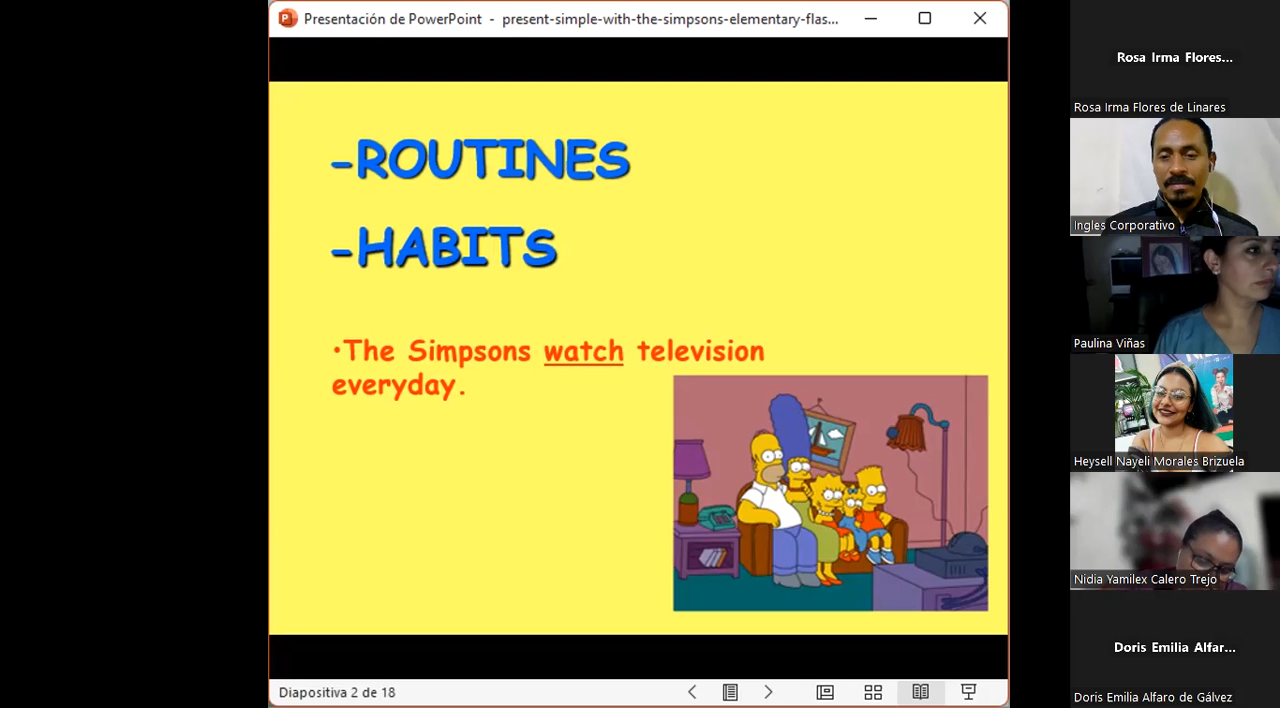 Presentación de PowerPoint - present-simple-with-the-simpsons-elementary-flas...
-ROUTINES
-HABITS
•The Simpsons watch television
everyday.
Diapositiva 2 de 18
Rosa Irma Flores...
Rosa Irma Flores de Linares
Ingles Corporativo
Paulina Viñas
Heysell Nayeli Morales Brizuela
Nidia Yamilex Calero Trejo
Doris Emilia Alfar...
Doris Emilia Alfaro de Gálvez